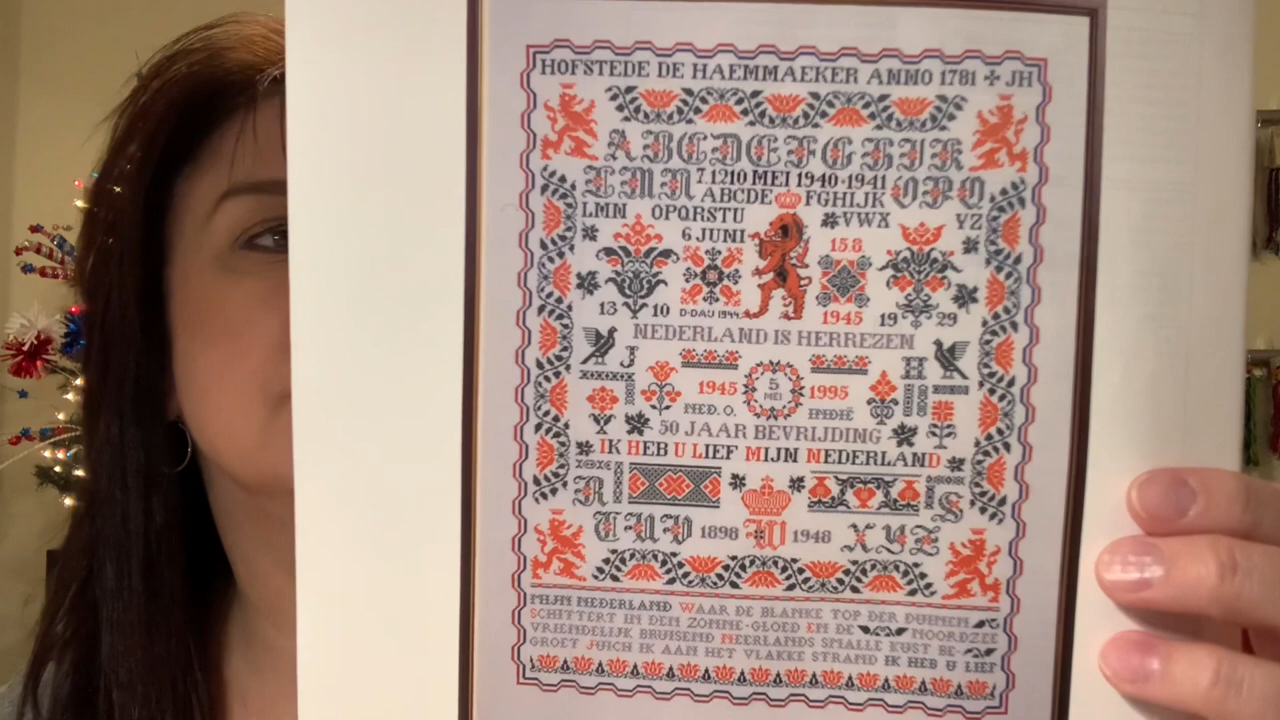 HOFSTEDE DE HAEMMAEKER ANNO 1781 ✤ JH
ABCDEFGHIK
LMN 7.12 10 MEI 1940·1941 OPQ
ABCDE FGHIJK
LMN OPQRSTU VWX YZ
6 JUNI 15 8
13 10 D-DAY 1944 1945 19 29
NEDERLAND IS HERREZEN
J H
1945 5 MEI 1995
NED. O. INDIË
50 JAAR BEVRIJDING
IK HEB U LIEF MIJN NEDERLAND
R S
TUV 1898 W 1948 XYZ
MIJN NEDERLAND WAAR DE BLANKE TOP DER DUINEN
SCHITTERT IN DEN ZONNE-GLOED EN DE NOORDZEE
VRIENDELIJK BRUISEND NEERLANDS SMALLE KUST BE-
GROET JUICH IK AAN HET VLAKKE STRAND IK HEB U LIEF